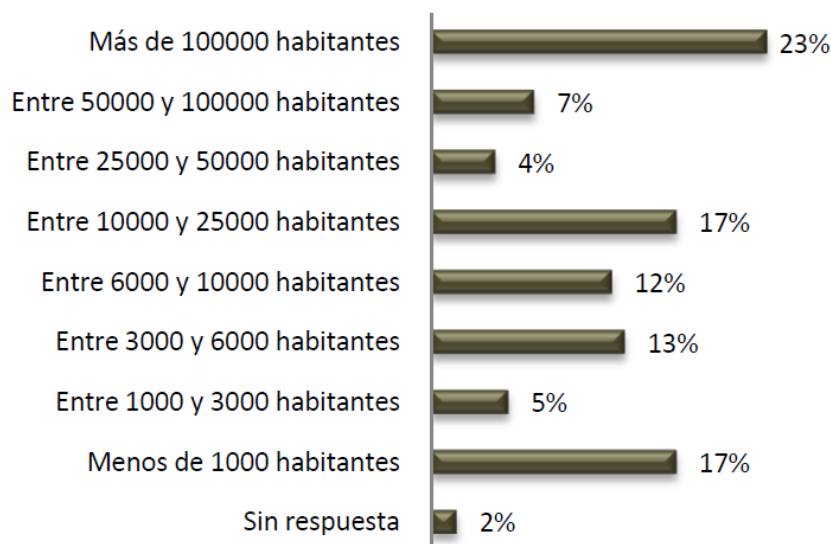 Más de 100000 habitantes 23%
Entre 50000 y 100000 habitantes 7%
Entre 25000 y 50000 habitantes 4%
Entre 10000 y 25000 habitantes 17%
Entre 6000 y 10000 habitantes 12%
Entre 3000 y 6000 habitantes 13%
Entre 1000 y 3000 habitantes 5%
Menos de 1000 habitantes 17%
Sin respuesta 2%